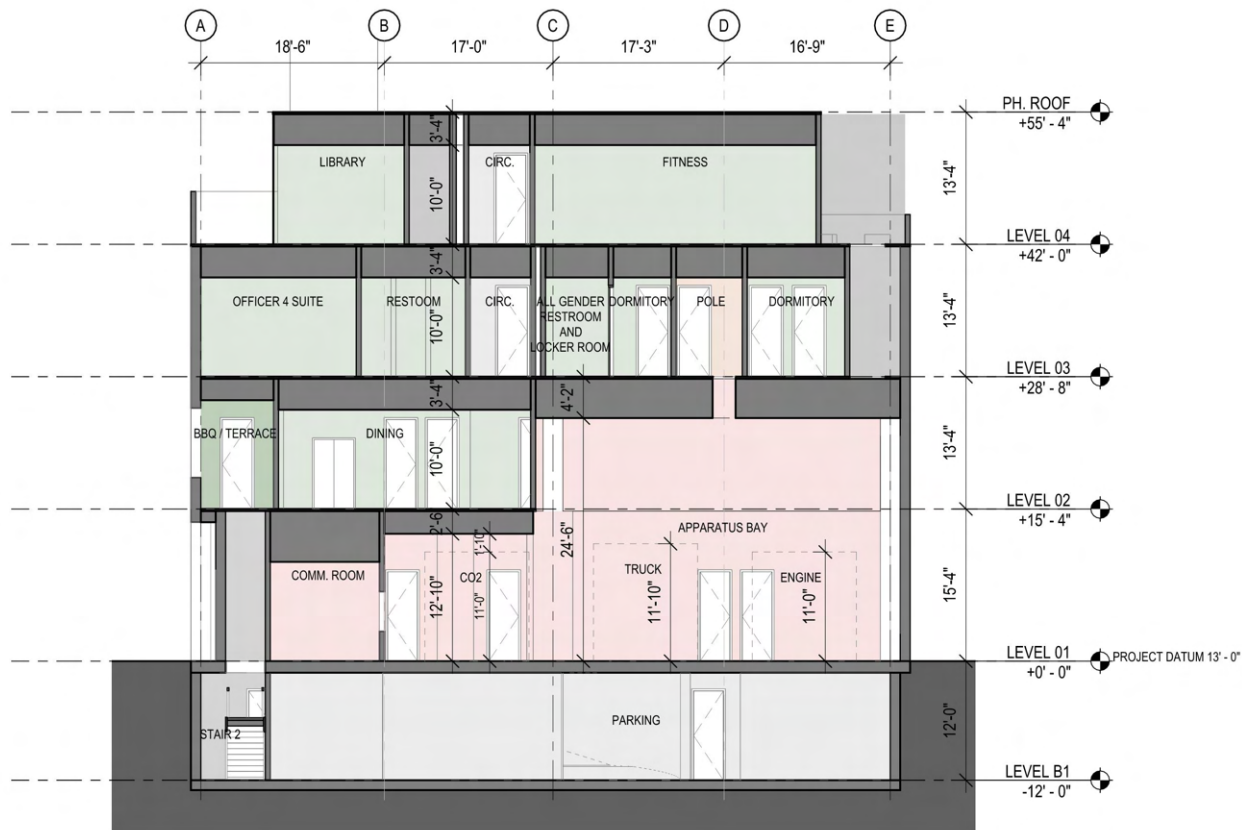 A
B
C
D
E
18'-6"
17'-0"
17'-3"
16'-9"
PH. ROOF
+55' - 4"
3'-4"
LIBRARY
CIRC.
FITNESS
10'-0"
13'-4"
LEVEL 04
+42' - 0"
3'-4"
OFFICER 4 SUITE
RESTOOM
CIRC.
ALL GENDER
RESTROOM
AND
LOCKER ROOM
DORMITORY
POLE
DORMITORY
10'-0"
13'-4"
LEVEL 03
+28' - 8"
3'-4"
4'-2"
BBQ / TERRACE
DINING
10'-0"
13'-4"
LEVEL 02
+15' - 4"
2'-6"
1'-10"
24'-6"
APPARATUS BAY
COMM. ROOM
CO2
TRUCK
ENGINE
12'-10"
11'-0"
11'-10"
11'-0"
15'-4"
LEVEL 01
+0' - 0"
PROJECT DATUM 13' - 0"
STAIR 2
PARKING
12'-0"
LEVEL B1
-12' - 0"